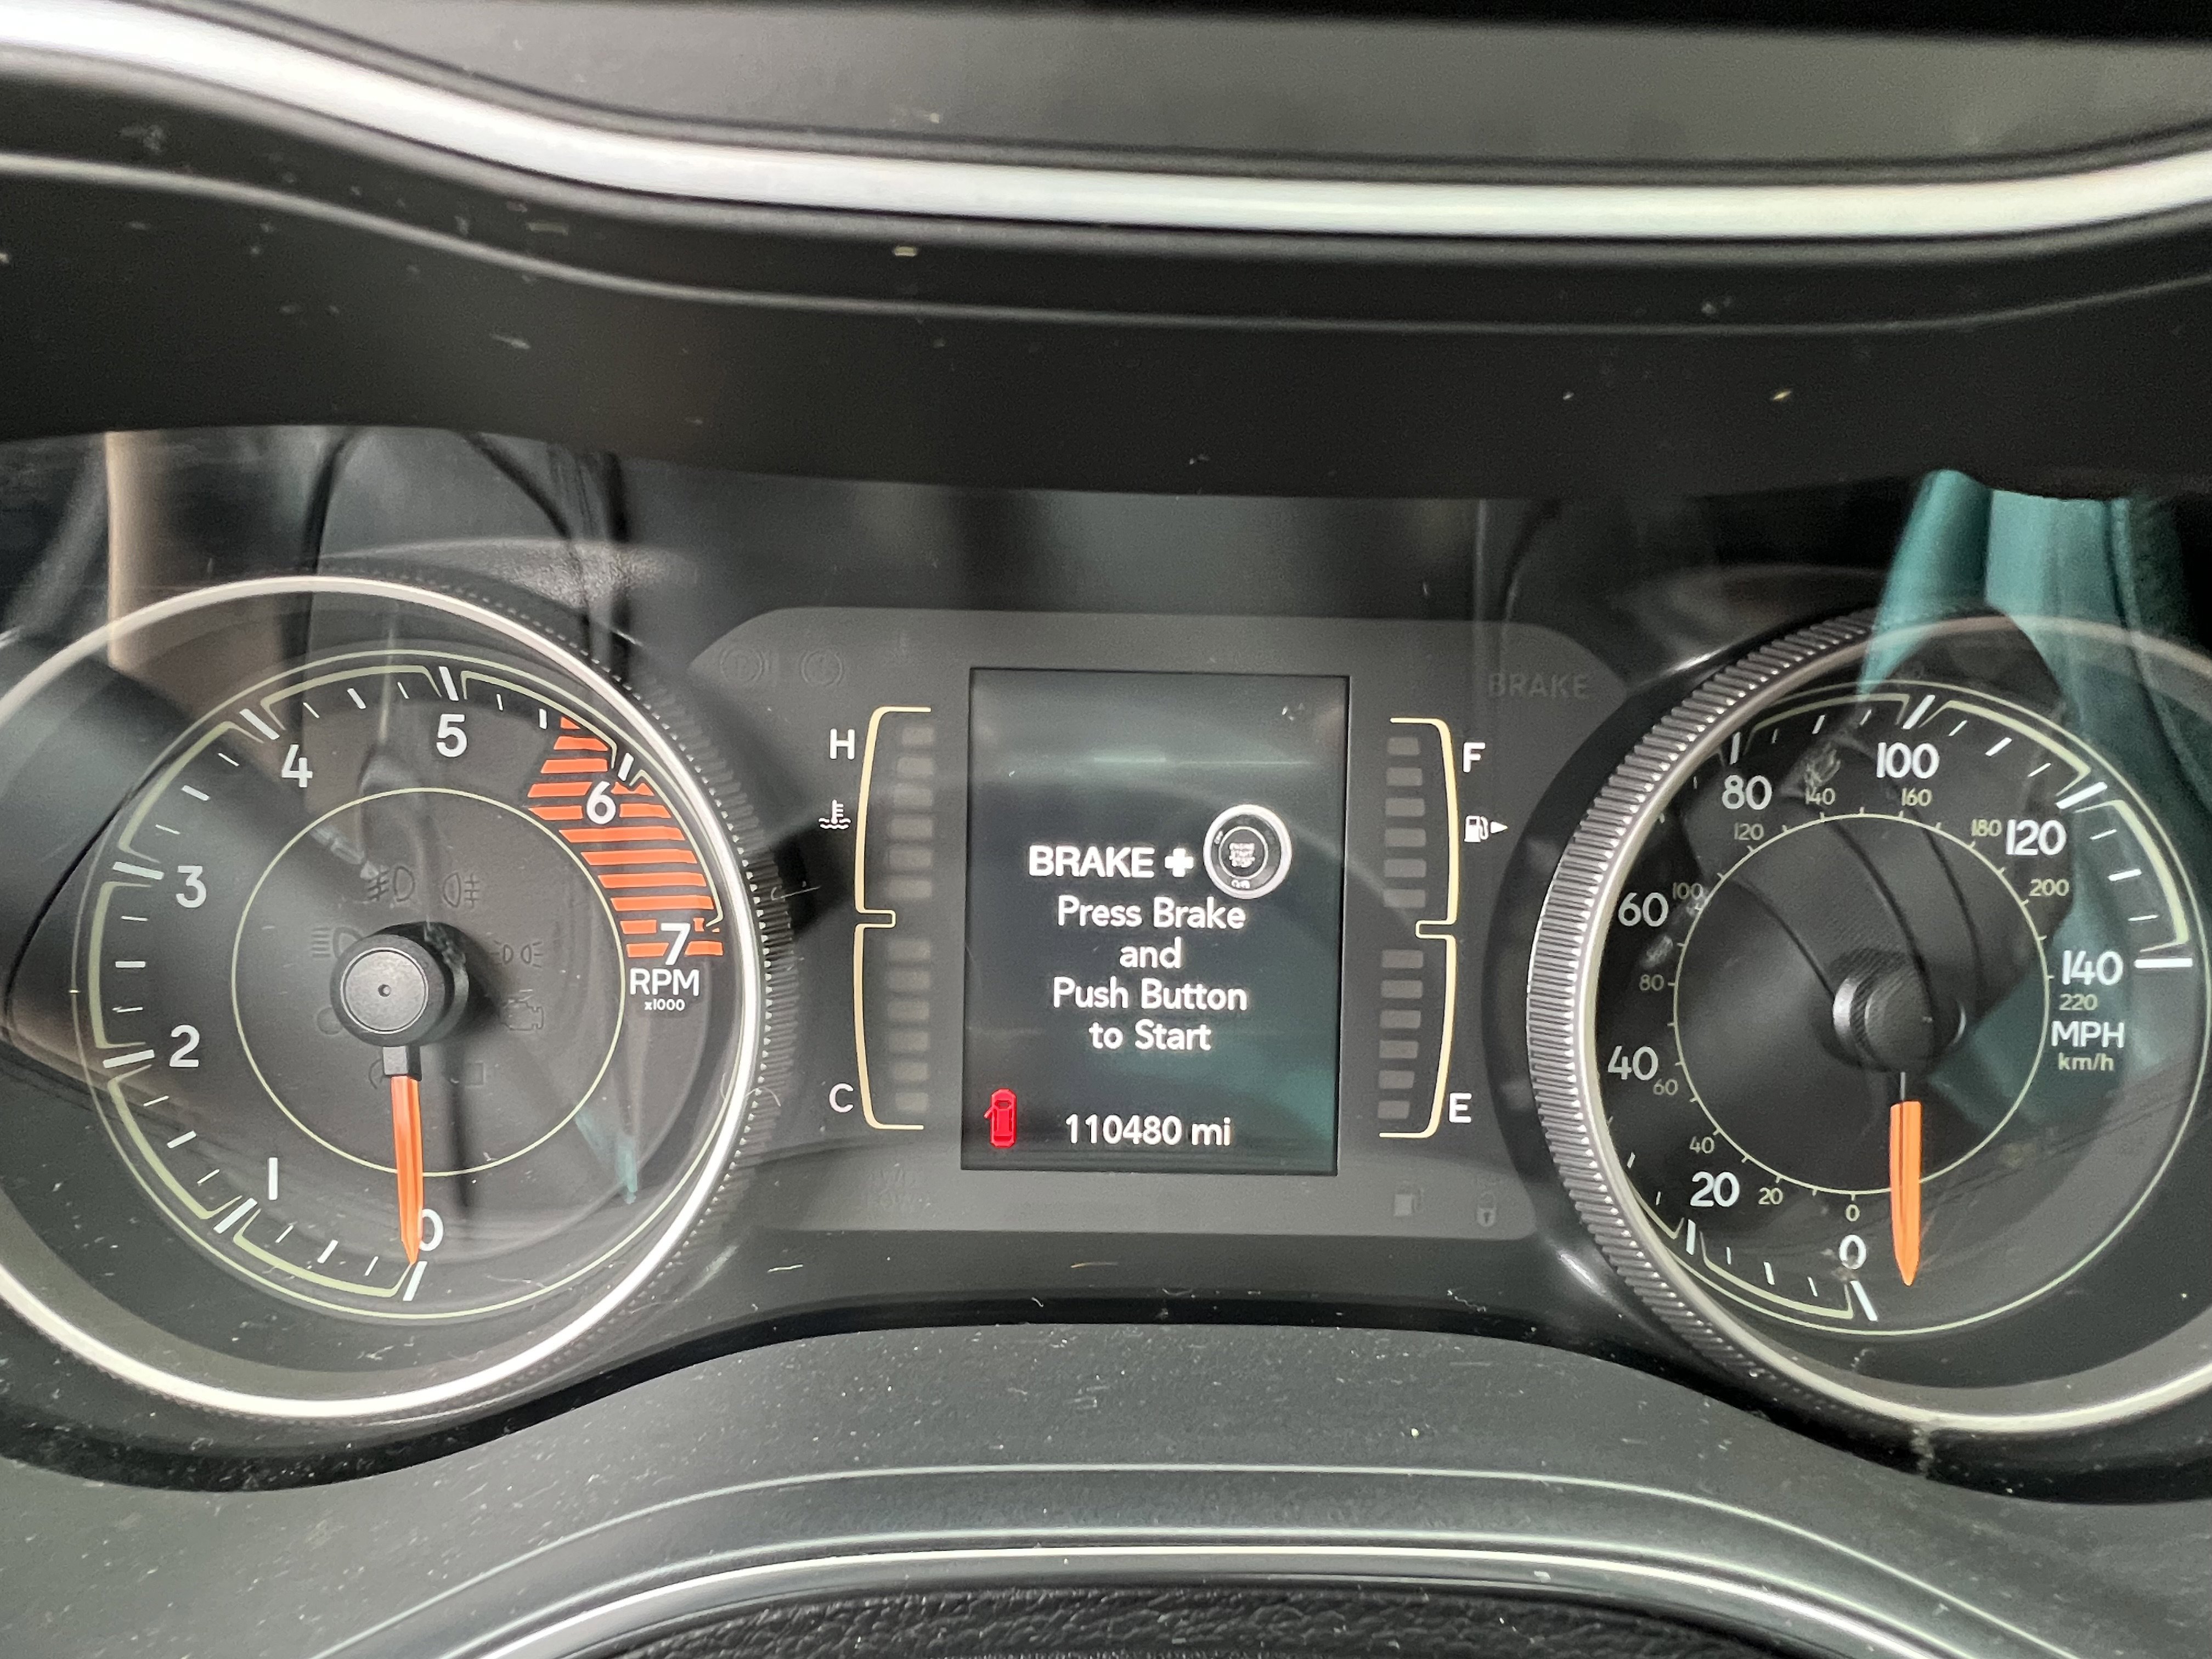 5
4
6
3
7
RPM
x1000
2
1
0
H
C
BRAKE +
Press Brake
and
Push Button
to Start
110480 mi
BRAKE
F
E
100
80
140
160
120
180
120
60
100
200
80
140
220
MPH
km/h
40
60
40
20
20
0
0